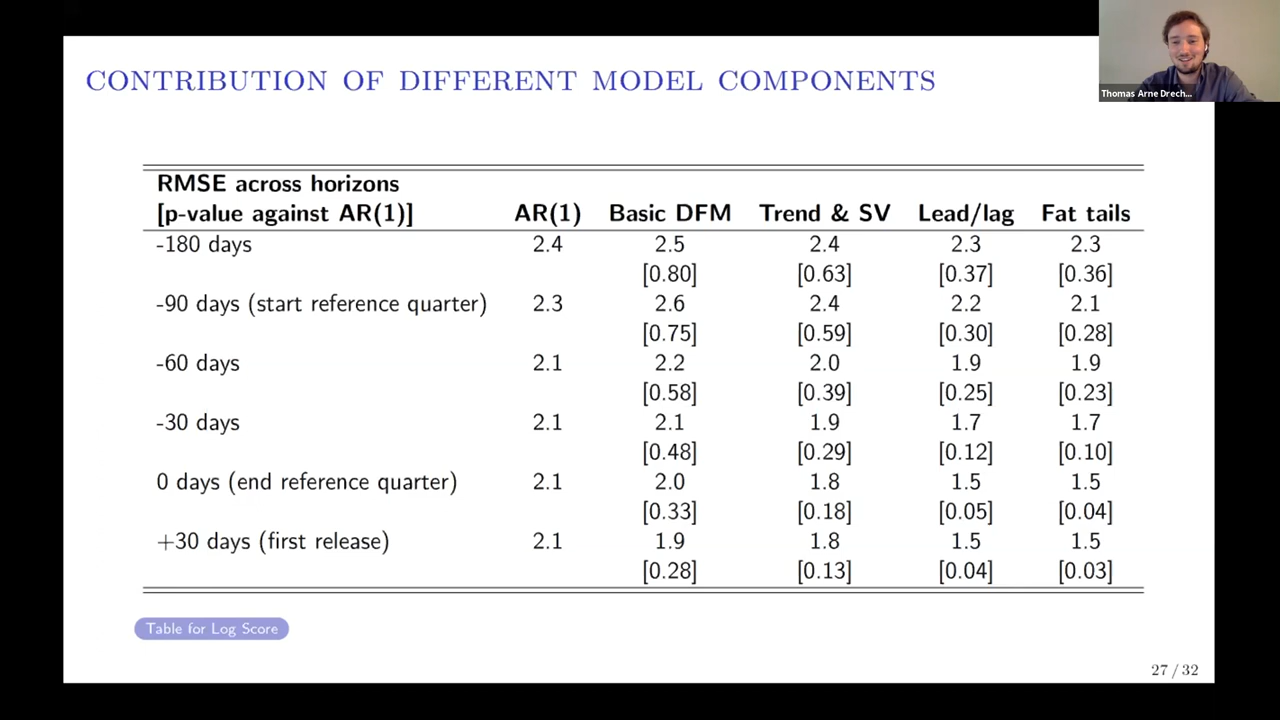 CONTRIBUTION OF DIFFERENT MODEL COMPONENTS
Thomas Arne Drech...
RMSE across horizons
[p-value against AR(1)] AR(1) Basic DFM Trend & SV Lead/lag Fat tails
-180 days 2.4 2.5 2.4 2.3 2.3
[0.80] [0.63] [0.37] [0.36]
-90 days (start reference quarter) 2.3 2.6 2.4 2.2 2.1
[0.75] [0.59] [0.30] [0.28]
-60 days 2.1 2.2 2.0 1.9 1.9
[0.58] [0.39] [0.25] [0.23]
-30 days 2.1 2.1 1.9 1.7 1.7
[0.48] [0.29] [0.12] [0.10]
0 days (end reference quarter) 2.1 2.0 1.8 1.5 1.5
[0.33] [0.18] [0.05] [0.04]
+30 days (first release) 2.1 1.9 1.8 1.5 1.5
[0.28] [0.13] [0.04] [0.03]
Table for Log Score
27 / 32